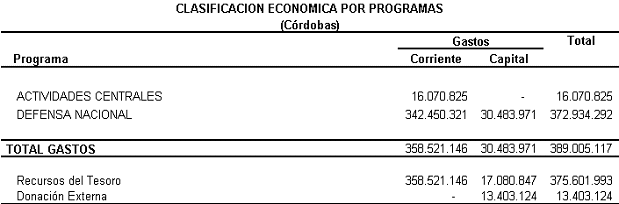 CLASIFICACION ECONOMICA POR PROGRAMAS
(Córdobas)
Gastos Total
Programa Corriente Capital
ACTIVIDADES CENTRALES 16.070.825 - 16.070.825
DEFENSA NACIONAL 342.450.321 30.483.971 372.934.292
TOTAL GASTOS 358.521.146 30.483.971 389.005.117
Recursos del Tesoro 358.521.146 17.080.847 375.601.993
Donación Externa - 13.403.124 13.403.124